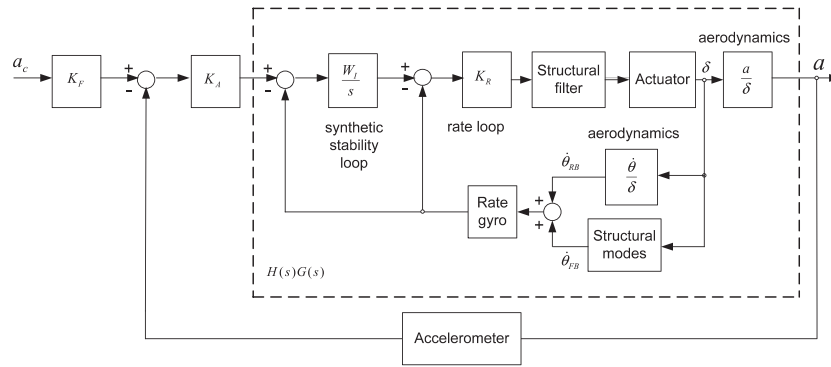 aerodynamics
a_c
K_F
+
-
K_A
+
-
W_I
s
+
-
K_R
Structural
filter
Actuator
δ
a
δ
a
synthetic
stability
loop
rate loop
aerodynamics
θ̇_RB
θ̇
δ
Rate
gyro
+
+
θ̇_FB
Structural
modes
H(s)G(s)
Accelerometer